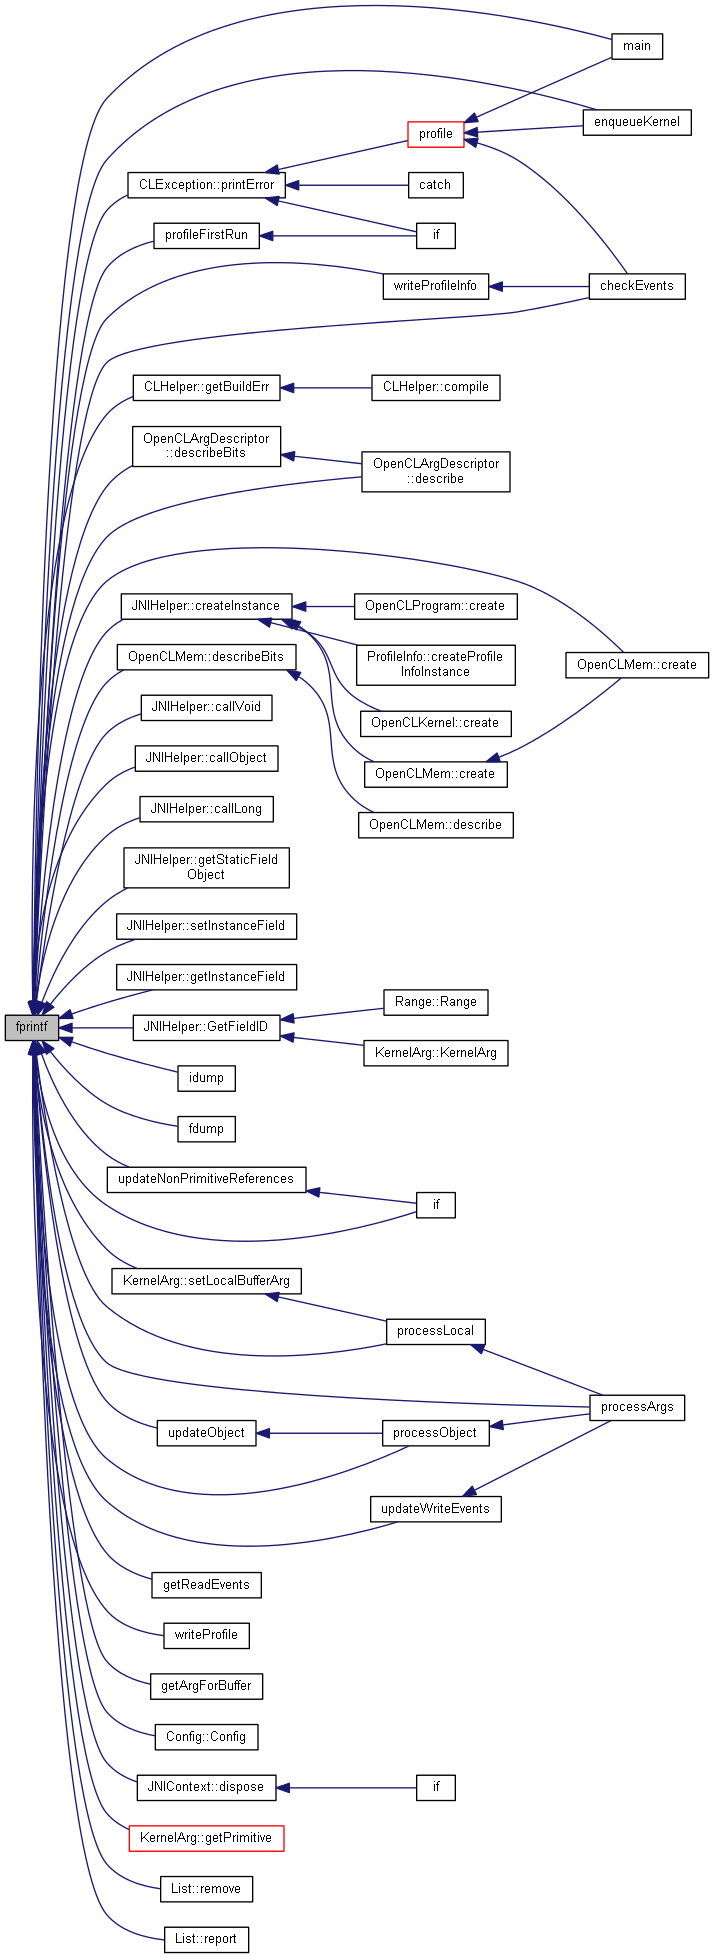 main
enqueueKernel
profile
CLException::printError
catch
profileFirstRun
if
writeProfileInfo
checkEvents
CLHelper::getBuildErr
CLHelper::compile
OpenCLArgDescriptor
::describeBits
OpenCLArgDescriptor
::describe
JNIHelper::createInstance
OpenCLProgram::create
OpenCLMem::describeBits
ProfileInfo::createProfile
InfoInstance
OpenCLMem::create
JNIHelper::callVoid
OpenCLKernel::create
JNIHelper::callObject
OpenCLMem::create
JNIHelper::callLong
OpenCLMem::describe
JNIHelper::getStaticField
Object
JNIHelper::setInstanceField
JNIHelper::getInstanceField
Range::Range
fprintf
JNIHelper::GetFieldID
KernelArg::KernelArg
idump
fdump
updateNonPrimitiveReferences
if
KernelArg::setLocalBufferArg
processLocal
processArgs
updateObject
processObject
updateWriteEvents
getReadEvents
writeProfile
getArgForBuffer
Config::Config
JNIContext::dispose
if
KernelArg::getPrimitive
List::remove
List::report